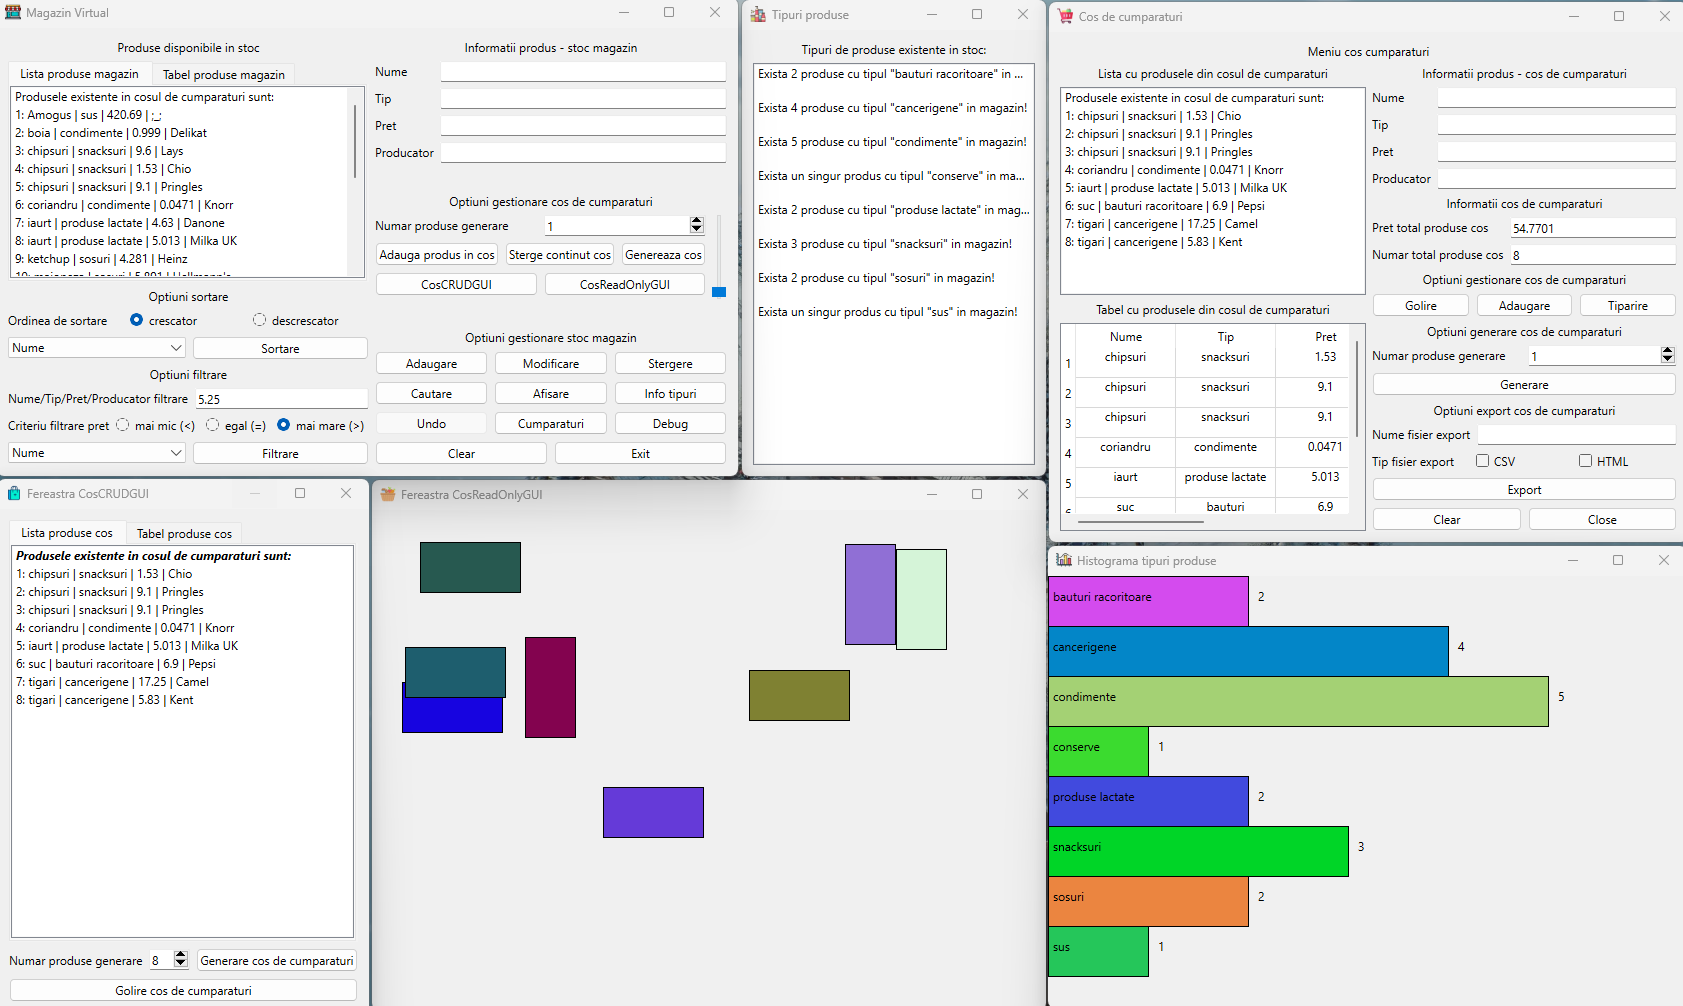 Magazin Virtual
Produse disponibile in stoc
Lista produse magazin
Tabel produse magazin
Produsele existente in cosul de cumparaturi sunt:
1: Amogus | sus | 420.69 | ;_;
2: boia | condimente | 0.999 | Delikat
3: chipsuri | snacksuri | 9.6 | Lays
4: chipsuri | snacksuri | 1.53 | Chio
5: chipsuri | snacksuri | 9.1 | Pringles
6: coriandru | condimente | 0.0471 | Knorr
7: iaurt | produse lactate | 4.63 | Danone
8: iaurt | produse lactate | 5.013 | Milka UK
9: ketchup | sosuri | 4.281 | Heinz
10: maioneza | sosuri | 5.891 | Hellmann's
Optiuni sortare
Ordinea de sortare
crescator
descrescator
Nume
Sortare
Optiuni filtrare
Nume/Tip/Pret/Producator filtrare
5.25
Criteriu filtrare pret
mai mic (<)
egal (=)
mai mare (>)
Nume
Filtrare
Informatii produs - stoc magazin
Nume
Tip
Pret
Producator
Optiuni gestionare cos de cumparaturi
Numar produse generare
1
Adauga produs in cos
Sterge continut cos
Genereaza cos
CosCRUDGUI
CosReadOnlyGUI
Optiuni gestionare stoc magazin
Adaugare
Modificare
Stergere
Cautare
Afisare
Info tipuri
Undo
Cumparaturi
Debug
Clear
Exit
Tipuri produse
Tipuri de produse existente in stoc:
Exista 2 produse cu tipul "bauturi racoritoare" in ...
Exista 4 produse cu tipul "cancerigene" in magazin!
Exista 5 produse cu tipul "condimente" in magazin!
Exista un singur produs cu tipul "conserve" in ma...
Exista 2 produse cu tipul "produse lactate" in mag...
Exista 3 produse cu tipul "snacksuri" in magazin!
Exista 2 produse cu tipul "sosuri" in magazin!
Exista un singur produs cu tipul "sus" in magazin!
Cos de cumparaturi
Meniu cos cumparaturi
Lista cu produsele din cosul de cumparaturi
Produsele existente in cosul de cumparaturi sunt:
1: chipsuri | snacksuri | 1.53 | Chio
2: chipsuri | snacksuri | 9.1 | Pringles
3: chipsuri | snacksuri | 9.1 | Pringles
4: coriandru | condimente | 0.0471 | Knorr
5: iaurt | produse lactate | 5.013 | Milka UK
6: suc | bauturi racoritoare | 6.9 | Pepsi
7: tigari | cancerigene | 17.25 | Camel
8: tigari | cancerigene | 5.83 | Kent
Tabel cu produsele din cosul de cumparaturi
Nume Tip Pret
1 chipsuri snacksuri 1.53
2 chipsuri snacksuri 9.1
3 chipsuri snacksuri 9.1
4 coriandru condimente 0.0471
5 iaurt produse lactate 5.013
6 suc bauturi 6.9
Informatii produs - cos de cumparaturi
Nume
Tip
Pret
Producator
Informatii cos de cumparaturi
Pret total produse cos
54.7701
Numar total produse cos
8
Optiuni gestionare cos de cumparaturi
Golire
Adaugare
Tiparire
Optiuni generare cos de cumparaturi
Numar produse generare
1
Generare
Optiuni export cos de cumparaturi
Nume fisier export
Tip fisier export
CSV
HTML
Export
Clear
Close
Fereastra CosCRUDGUI
Lista produse cos
Tabel produse cos
Produsele existente in cosul de cumparaturi sunt:
1: chipsuri | snacksuri | 1.53 | Chio
2: chipsuri | snacksuri | 9.1 | Pringles
3: chipsuri | snacksuri | 9.1 | Pringles
4: coriandru | condimente | 0.0471 | Knorr
5: iaurt | produse lactate | 5.013 | Milka UK
6: suc | bauturi racoritoare | 6.9 | Pepsi
7: tigari | cancerigene | 17.25 | Camel
8: tigari | cancerigene | 5.83 | Kent
Numar produse generare
8
Generare cos de cumparaturi
Golire cos de cumparaturi
Fereastra CosReadOnlyGUI
Histograma tipuri produse
bauturi racoritoare 2
cancerigene 4
condimente 5
conserve 1
produse lactate 2
snacksuri 3
sosuri 2
sus 1